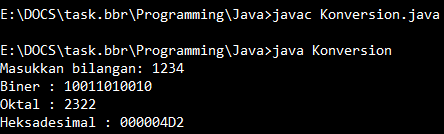 E:\DOCS\task.bbr\Programming\Java>javac Konversion.java
E:\DOCS\task.bbr\Programming\Java>java Konversion
Masukkan bilangan: 1234
Biner : 10011010010
Oktal : 2322
Heksadesimal : 000004D2